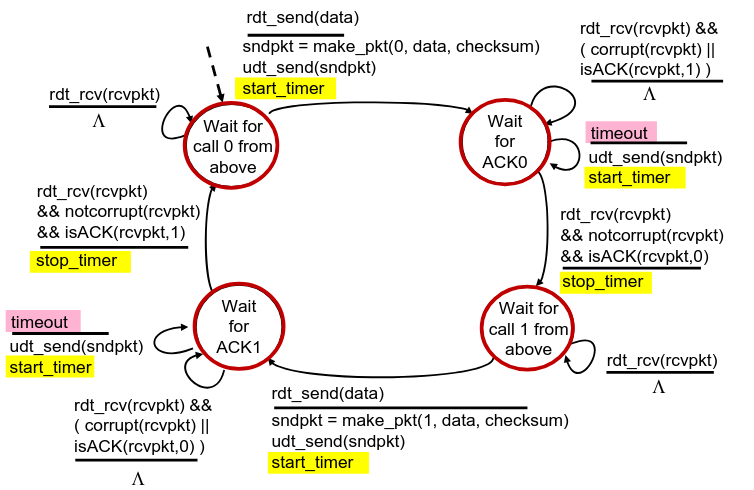 rdt_send(data)
sndpkt = make_pkt(0, data, checksum)
udt_send(sndpkt)
start_timer
rdt_rcv(rcvpkt) &&
( corrupt(rcvpkt) ||
isACK(rcvpkt,1) )
Λ
rdt_rcv(rcvpkt)
Λ
Wait for
call 0 from
above
Wait
for
ACK0
timeout
udt_send(sndpkt)
start_timer
rdt_rcv(rcvpkt)
&& notcorrupt(rcvpkt)
&& isACK(rcvpkt,1)
stop_timer
rdt_rcv(rcvpkt)
&& notcorrupt(rcvpkt)
&& isACK(rcvpkt,0)
stop_timer
Wait
for
ACK1
Wait for
call 1 from
above
timeout
udt_send(sndpkt)
start_timer
rdt_rcv(rcvpkt)
Λ
rdt_rcv(rcvpkt) &&
( corrupt(rcvpkt) ||
isACK(rcvpkt,0) )
Λ
rdt_send(data)
sndpkt = make_pkt(1, data, checksum)
udt_send(sndpkt)
start_timer